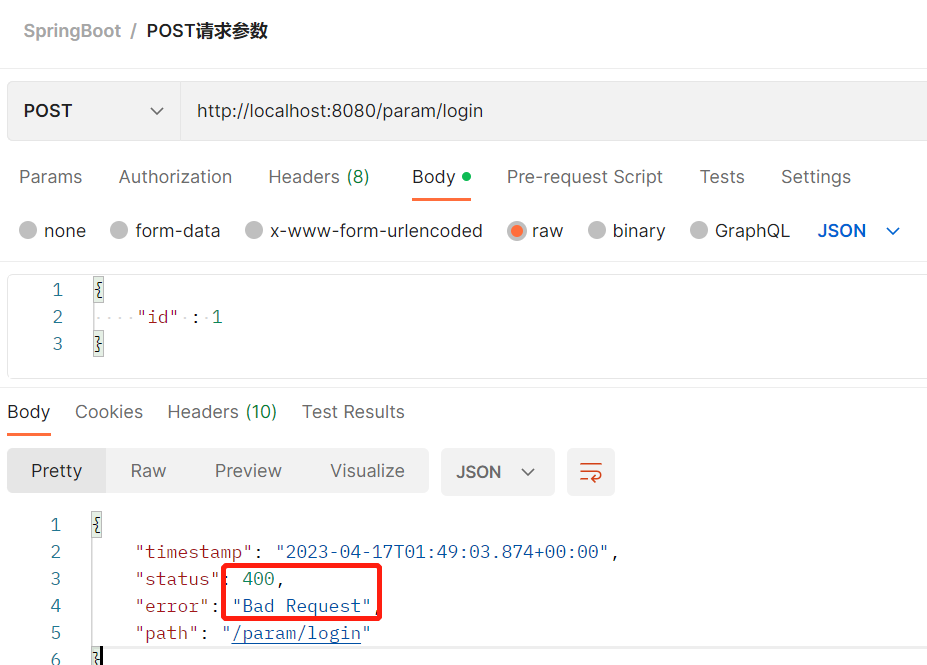 SpringBoot / POST请求参数
POST http://localhost:8080/param/login
Params Authorization Headers (8) Body Pre-request Script Tests Settings
none form-data x-www-form-urlencoded raw binary GraphQL JSON
1 {
2 ····"id"·:·1
3 }
Body Cookies Headers (10) Test Results
Pretty Raw Preview Visualize JSON
1 {
2 "timestamp": "2023-04-17T01:49:03.874+00:00",
3 "status": 400,
4 "error": "Bad Request",
5 "path": "/param/login"
6 }